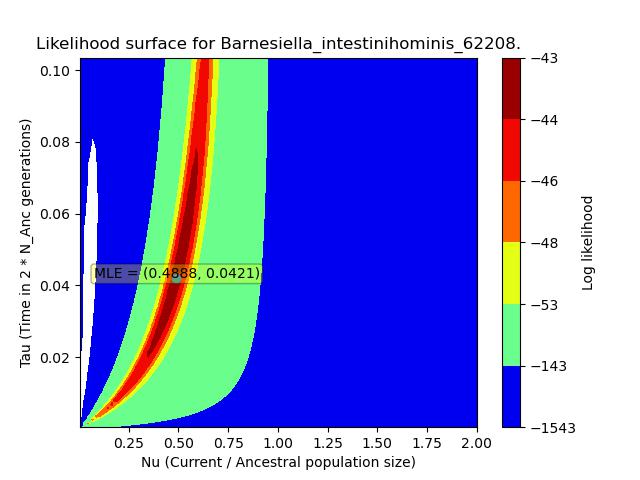 Likelihood surface for Barnesiella_intestinihominis_62208.
Tau (Time in 2 * N_Anc generations)
0.10
0.08
0.06
0.04
0.02
MLE = (0.4888, 0.0421)
0.25 0.50 0.75 1.00 1.25 1.50 1.75 2.00
Nu (Current / Ancestral population size)
−43
−44
−46
−48
−53
−143
−1543
Log likelihood